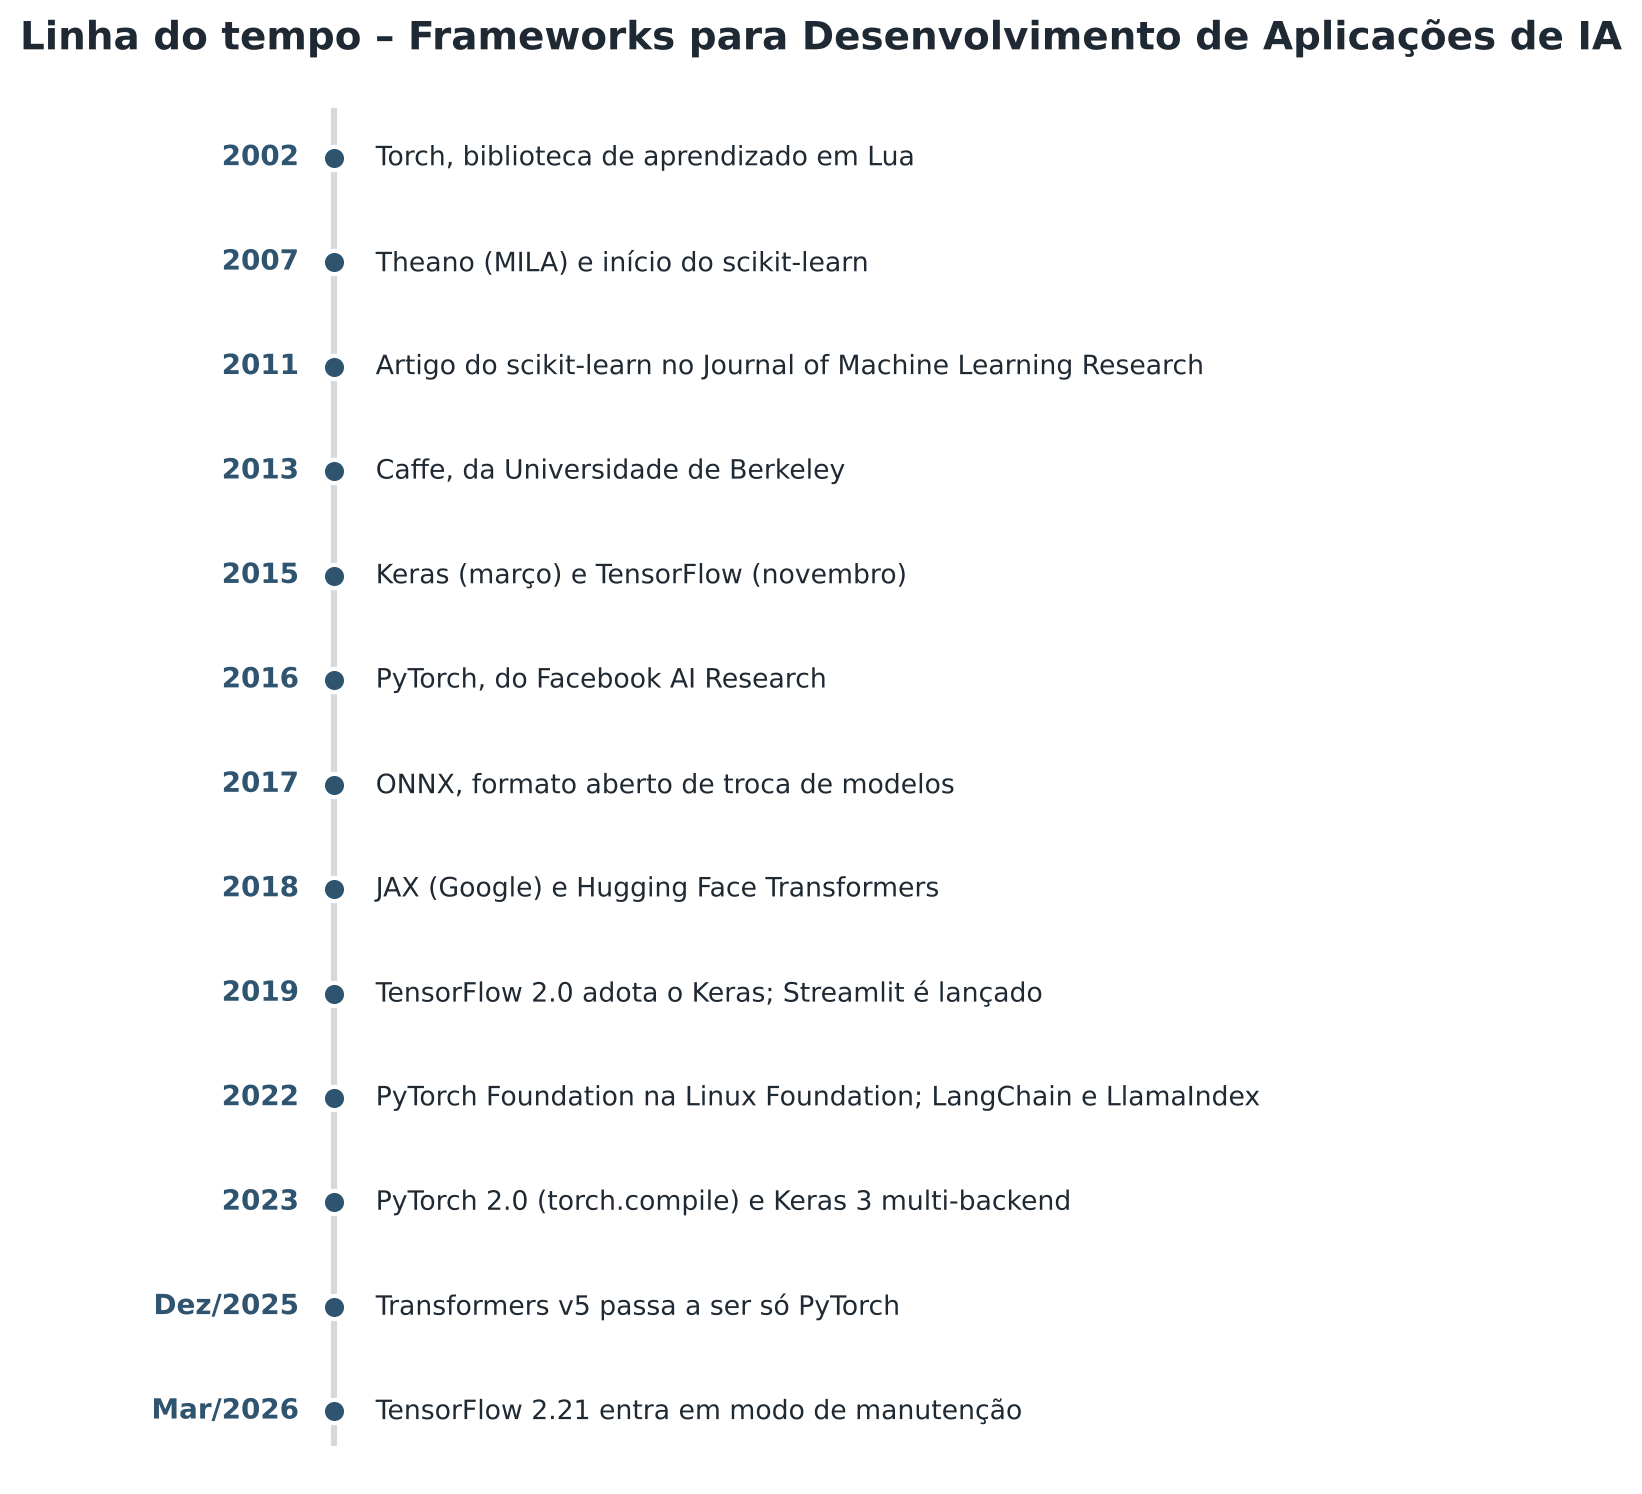 Linha do tempo – Frameworks para Desenvolvimento de Aplicações de IA
2002 Torch, biblioteca de aprendizado em Lua
2007 Theano (MILA) e início do scikit-learn
2011 Artigo do scikit-learn no Journal of Machine Learning Research
2013 Caffe, da Universidade de Berkeley
2015 Keras (março) e TensorFlow (novembro)
2016 PyTorch, do Facebook AI Research
2017 ONNX, formato aberto de troca de modelos
2018 JAX (Google) e Hugging Face Transformers
2019 TensorFlow 2.0 adota o Keras; Streamlit é lançado
2022 PyTorch Foundation na Linux Foundation; LangChain e LlamaIndex
2023 PyTorch 2.0 (torch.compile) e Keras 3 multi-backend
Dez/2025 Transformers v5 passa a ser só PyTorch
Mar/2026 TensorFlow 2.21 entra em modo de manutenção